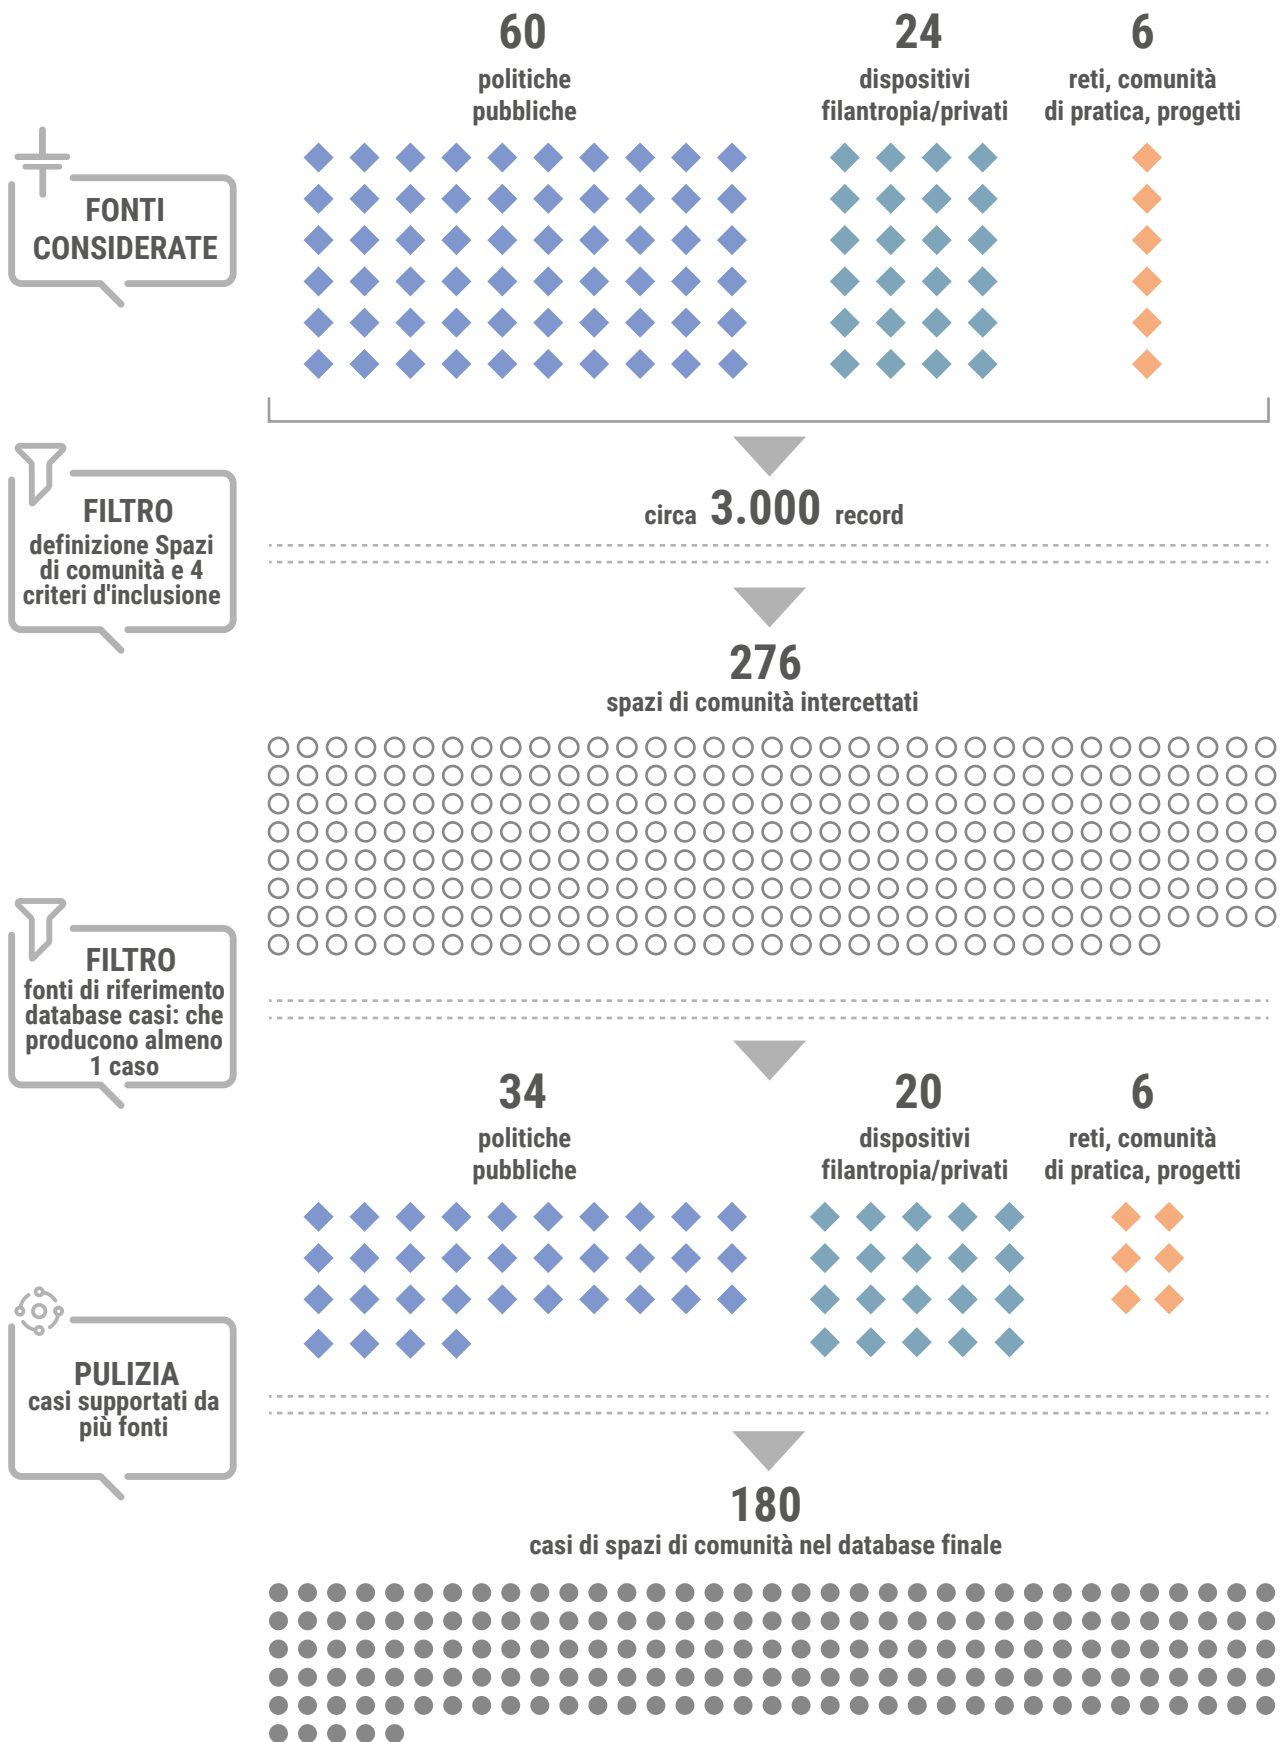 60
politiche
pubbliche
24
dispositivi
filantropia/privati
6
reti, comunità
di pratica, progetti
FONTI
CONSIDERATE
circa 3.000 record
FILTRO
definizione Spazi
di comunità e 4
criteri d'inclusione
276
spazi di comunità intercettati
FILTRO
fonti di riferimento
database casi: che
producono almeno
1 caso
34
politiche
pubbliche
20
dispositivi
filantropia/privati
6
reti, comunità
di pratica, progetti
PULIZIA
casi supportati da
più fonti
180
casi di spazi di comunità nel database finale